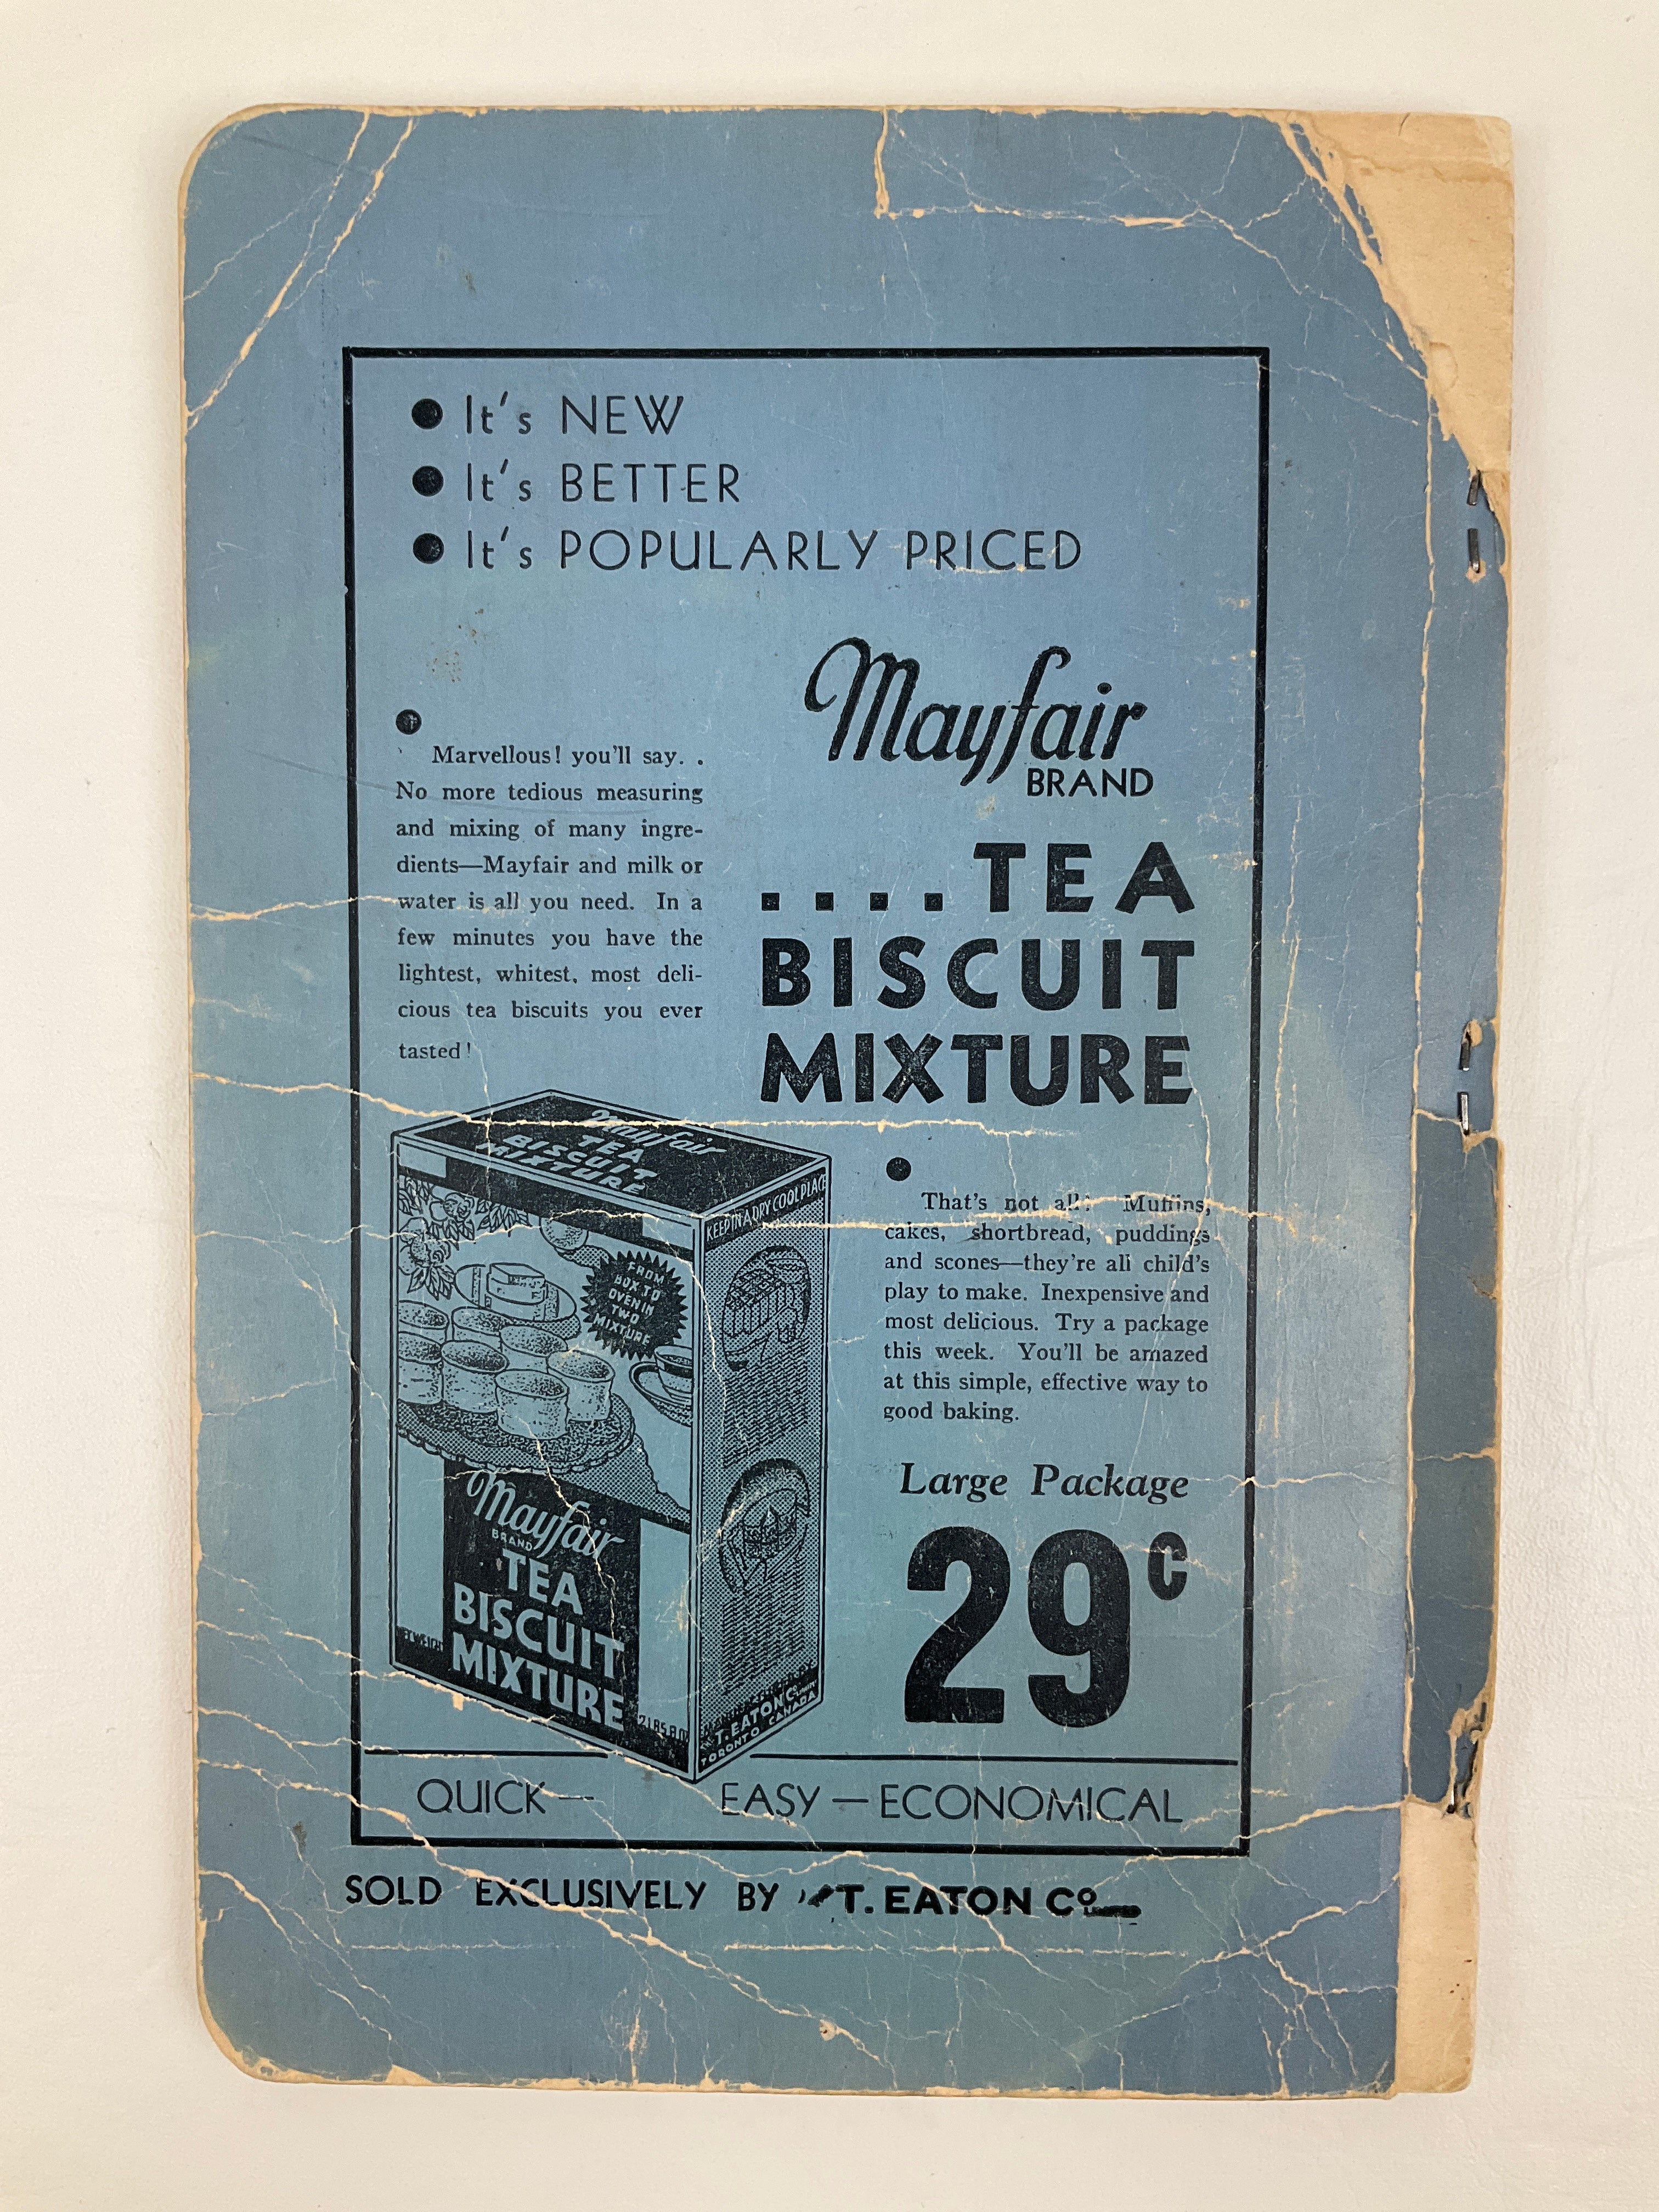 ● It's NEW
● It's BETTER
● It's POPULARLY PRICED
Mayfair
BRAND
....TEA
BISCUIT
MIXTURE
●
Marvellous! you'll say. .
No more tedious measuring
and mixing of many ingre-
dients—Mayfair and milk or
water is all you need. In a
few minutes you have the
lightest, whitest, most deli-
cious tea biscuits you ever
tasted!
Mayfair
TEA
BISCUIT
MIXTURE
KEEP IN A DRY COOL PLACE
FROM
BOX TO
OVEN IN
TWO
MIXTURE
Mayfair
BRAND
TEA
BISCUIT
MIXTURE
NET WEIGHT
T. EATON Co
TORONTO CANADA
●
That's not all! Muffins,
cakes, shortbread, puddings
and scones—they're all child's
play to make. Inexpensive and
most delicious. Try a package
this week. You'll be amazed
at this simple, effective way to
good baking.
Large Package
29c
QUICK— EASY—ECONOMICAL
SOLD EXCLUSIVELY BY T. EATON Co